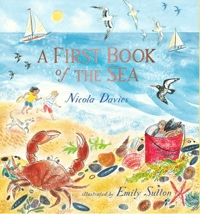 A FIRST BOOK
of the SEA
Nicola Davies
illustrated by Emily Sutton